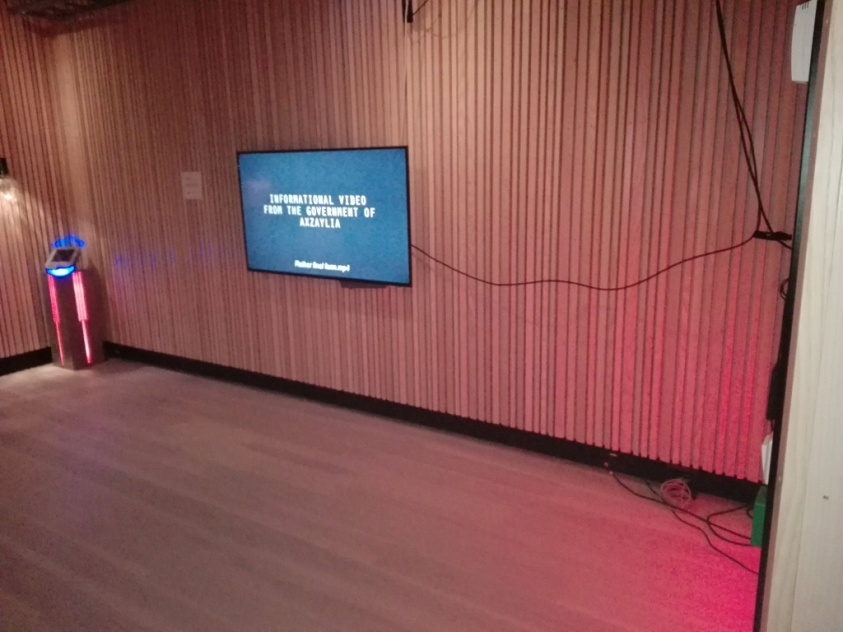 INFORMATIONAL VIDEO
FROM THE GOVERNMENT OF
AXZAYLIA